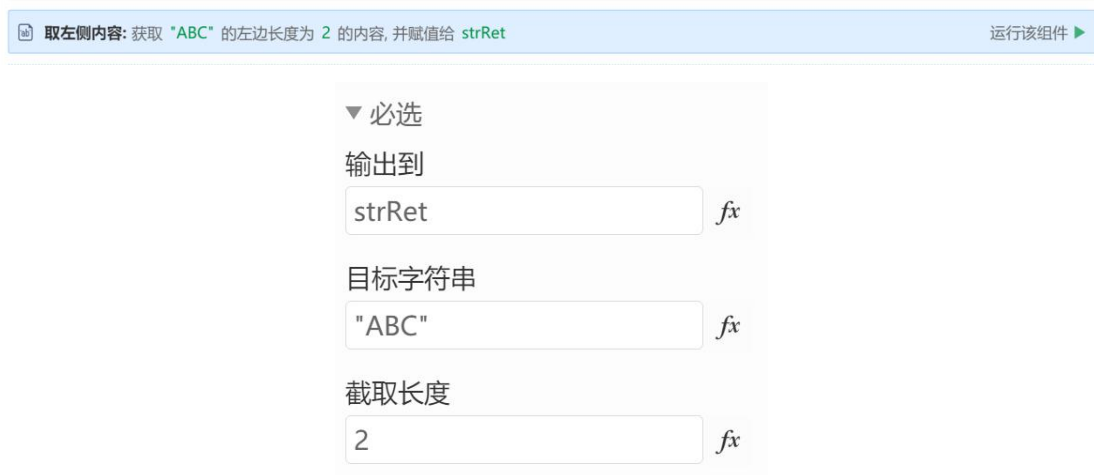 取左侧内容: 获取 "ABC" 的左边长度为 2 的内容, 并赋值给 strRet 运行该组件
必选
输出到
strRet fx
目标字符串
"ABC" fx
截取长度
2 fx